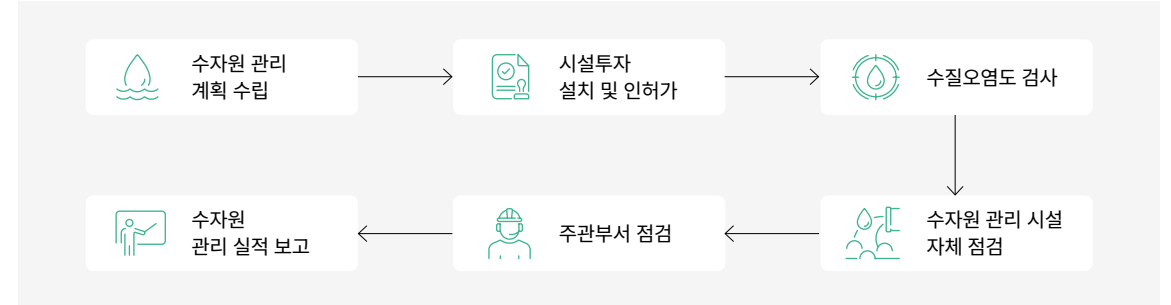 수자원 관리
계획 수립
시설투자
설치 및 인허가
수질오염도 검사
수자원 관리 시설
자체 점검
주관부서 점검
수자원
관리 실적 보고